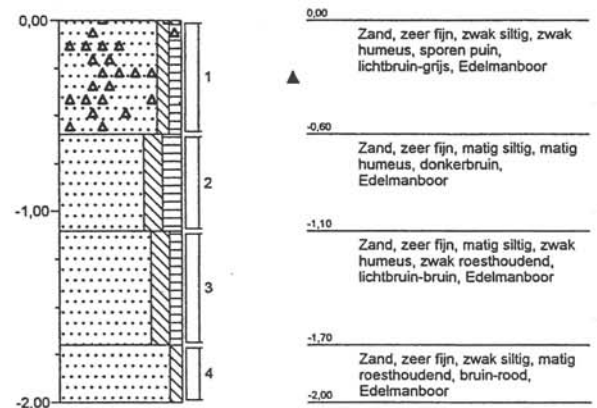 0,00
1
2
-1,00
3
4
-2,00
0,00
Zand, zeer fijn, zwak siltig, zwak
humeus, sporen puin,
lichtbruin-grijs, Edelmanboor
-0,60
Zand, zeer fijn, matig siltig, matig
humeus, donkerbruin,
Edelmanboor
-1,10
Zand, zeer fijn, matig siltig, zwak
humeus, zwak roesthoudend,
lichtbruin-bruin, Edelmanboor
-1,70
Zand, zeer fijn, zwak siltig, matig
roesthoudend, bruin-rood,
Edelmanboor
-2,00